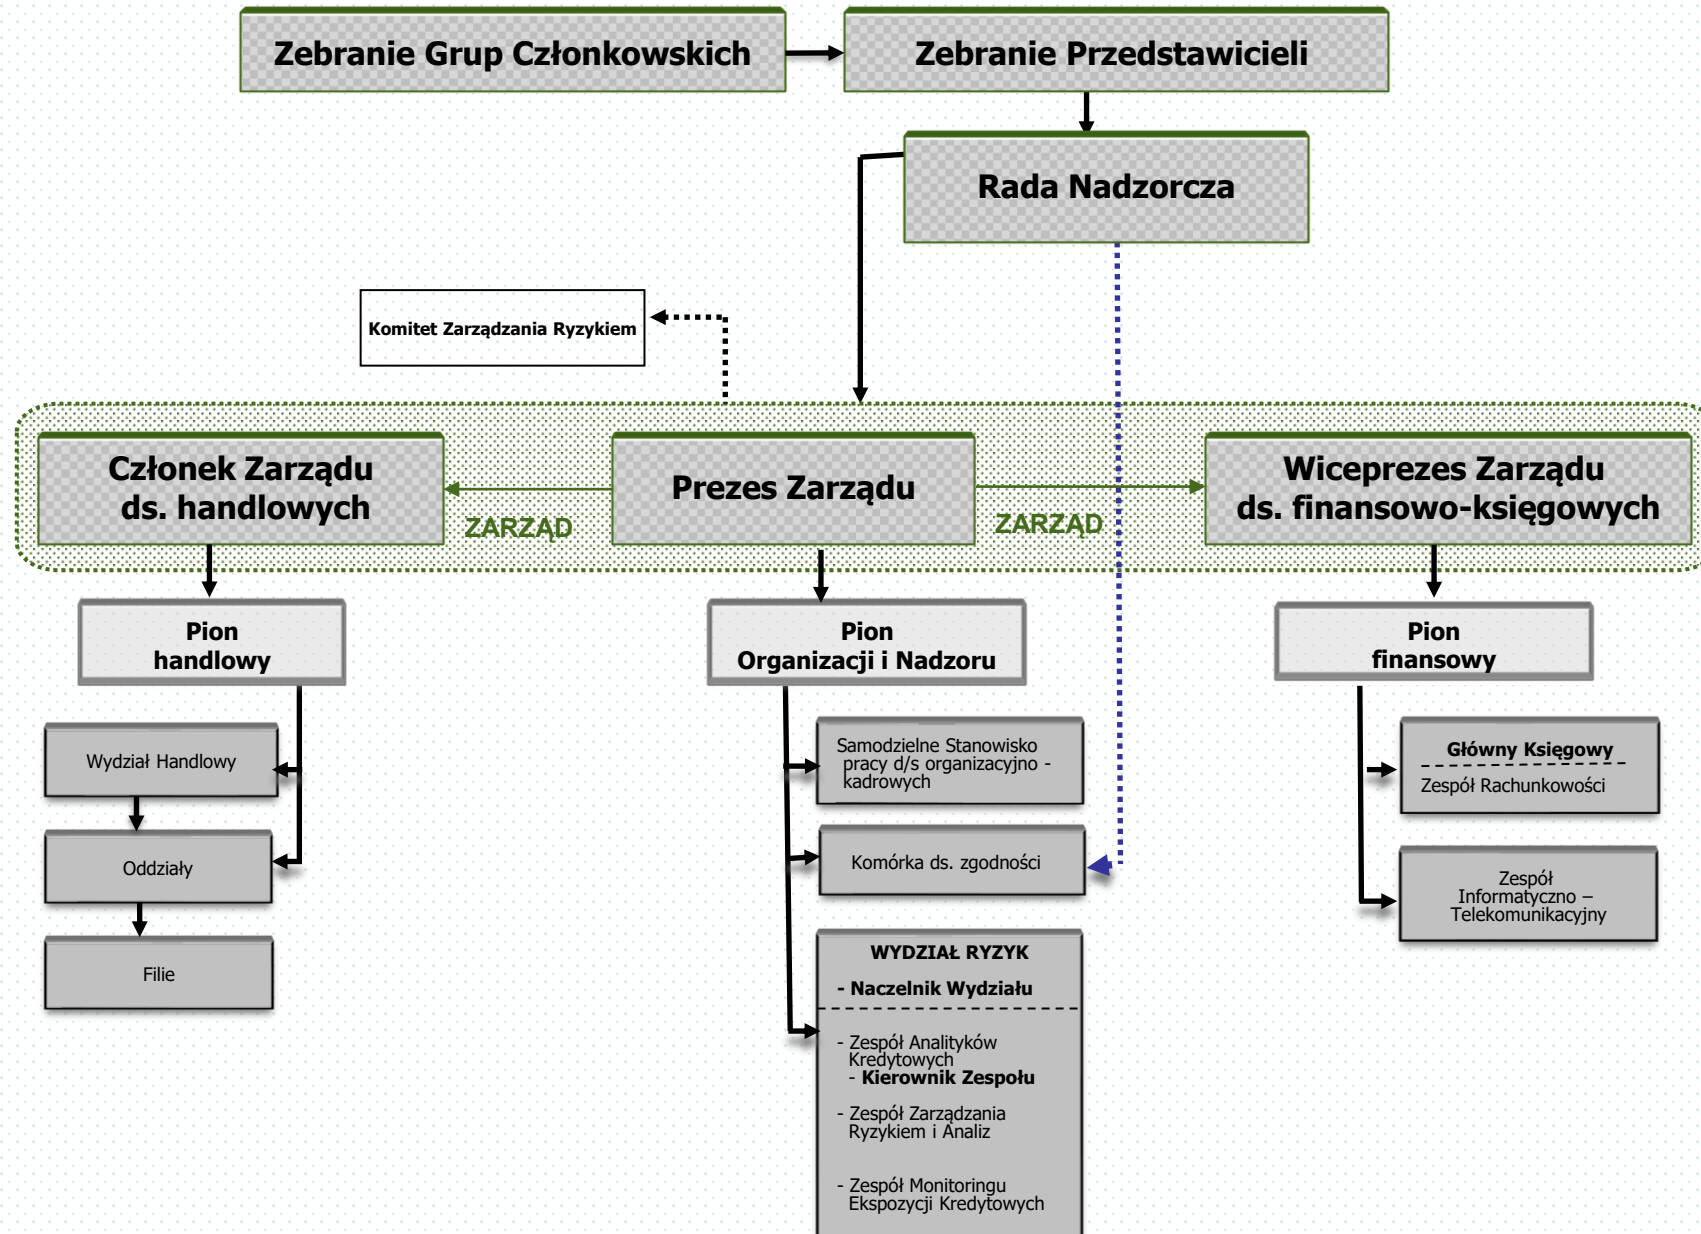 Zebranie Grup Członkowskich
Zebranie Przedstawicieli
Rada Nadzorcza
Komitet Zarządzania Ryzykiem
Członek Zarządu
ds. handlowych
ZARZĄD
Prezes Zarządu
ZARZĄD
Wiceprezes Zarządu
ds. finansowo-księgowych
Pion
handlowy
Wydział Handlowy
Oddziały
Filie
Pion
Organizacji i Nadzoru
Samodzielne Stanowisko
pracy d/s organizacyjno -
kadrowych
Komórka ds. zgodności
WYDZIAŁ RYZYK
- Naczelnik Wydziału
- Zespół Analityków
Kredytowych
- Kierownik Zespołu
- Zespół Zarządzania
Ryzykiem i Analiz
- Zespół Monitoringu
Ekspozycji Kredytowych
Pion
finansowy
Główny Księgowy
Zespół Rachunkowości
Zespół
Informatyczno –
Telekomunikacyjny